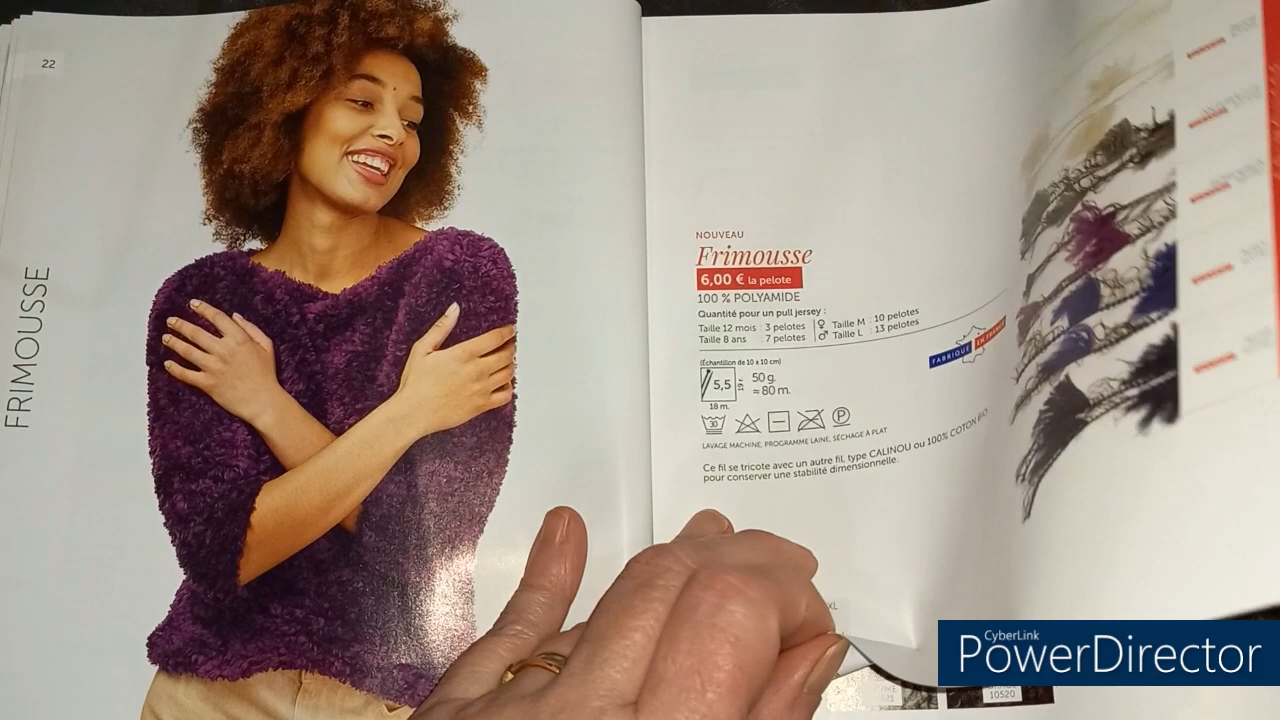 22
FRIMOUSSE
NOUVEAU
Frimousse
6,00 € la pelote
100 % POLYAMIDE
Quantité pour un pull jersey :
Taille 12 mois : 3 pelotes
Taille 8 ans : 7 pelotes
♀ Taille M : 10 pelotes
♂ Taille L : 13 pelotes
FABRIQUÉ EN FRANCE
(Échantillon de 10 x 10 cm)
5,5
50 g.
≈ 80 m.
18 m.
30
P
LAVAGE MACHINE, PROGRAMME LAINE, SÉCHAGE À PLAT
Ce fil se tricote avec un autre fil, type CALINOU ou 100% COTON BIO
pour conserver une stabilité dimensionnelle.
XL
10520
CyberLink
PowerDirector